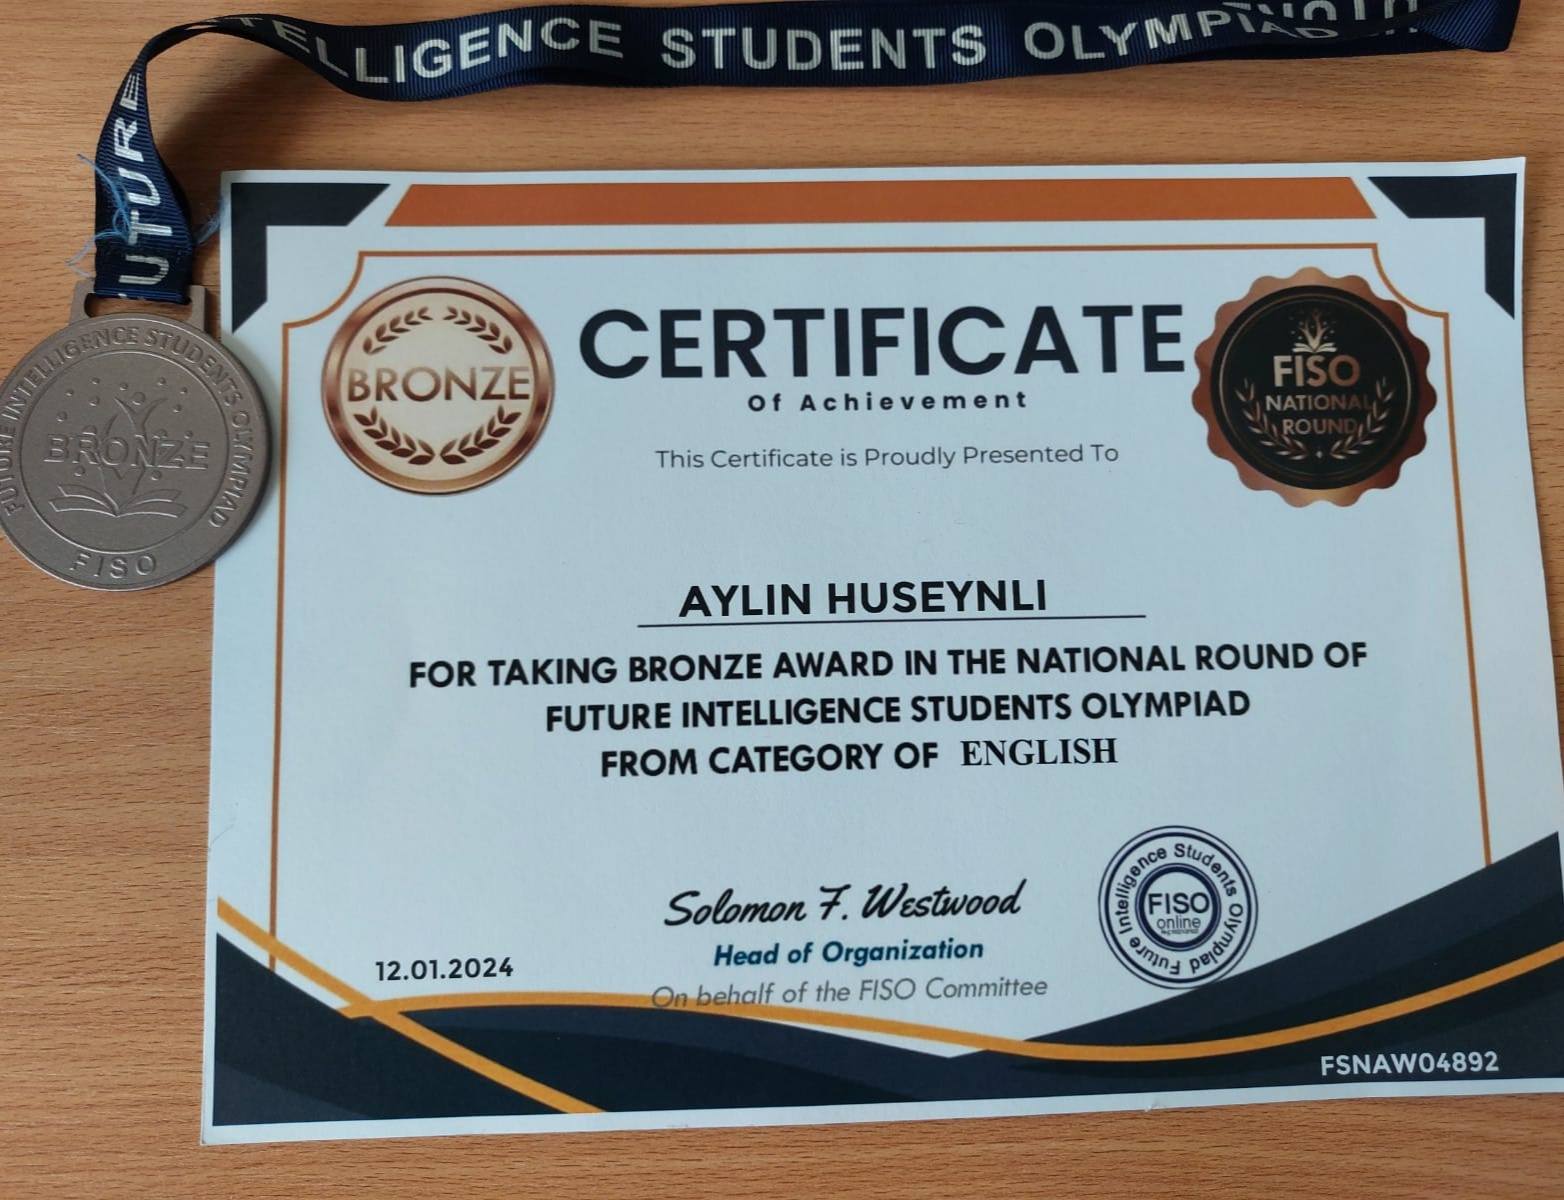 UTURE
ELLIGENCE STUDENTS OLYMPIAD
FUTURE INTELLIGENCE STUDENTS OLYMPIAD
BRONZE
FISO
BRONZE
CERTIFICATE
Of Achievement
This Certificate is Proudly Presented To
FISO
NATIONAL
ROUND
AYLIN HUSEYNLI
FOR TAKING BRONZE AWARD IN THE NATIONAL ROUND OF
FUTURE INTELLIGENCE STUDENTS OLYMPIAD
FROM CATEGORY OF ENGLISH
Solomon F. Westwood
Head of Organization
On behalf of the FISO Committee
12.01.2024
Future Intelligence Students Olympiad
FISO
online
FSNAW04892